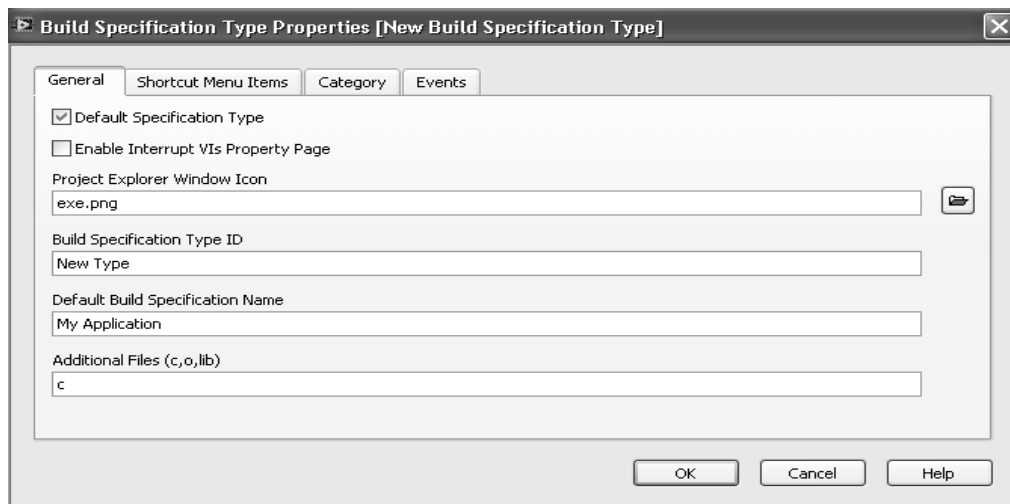 Build Specification Type Properties [New Build Specification Type]
General Shortcut Menu Items Category Events
Default Specification Type
Enable Interrupt VIs Property Page
Project Explorer Window Icon
exe.png
Build Specification Type ID
New Type
Default Build Specification Name
My Application
Additional Files (c,o,lib)
c
OK Cancel Help